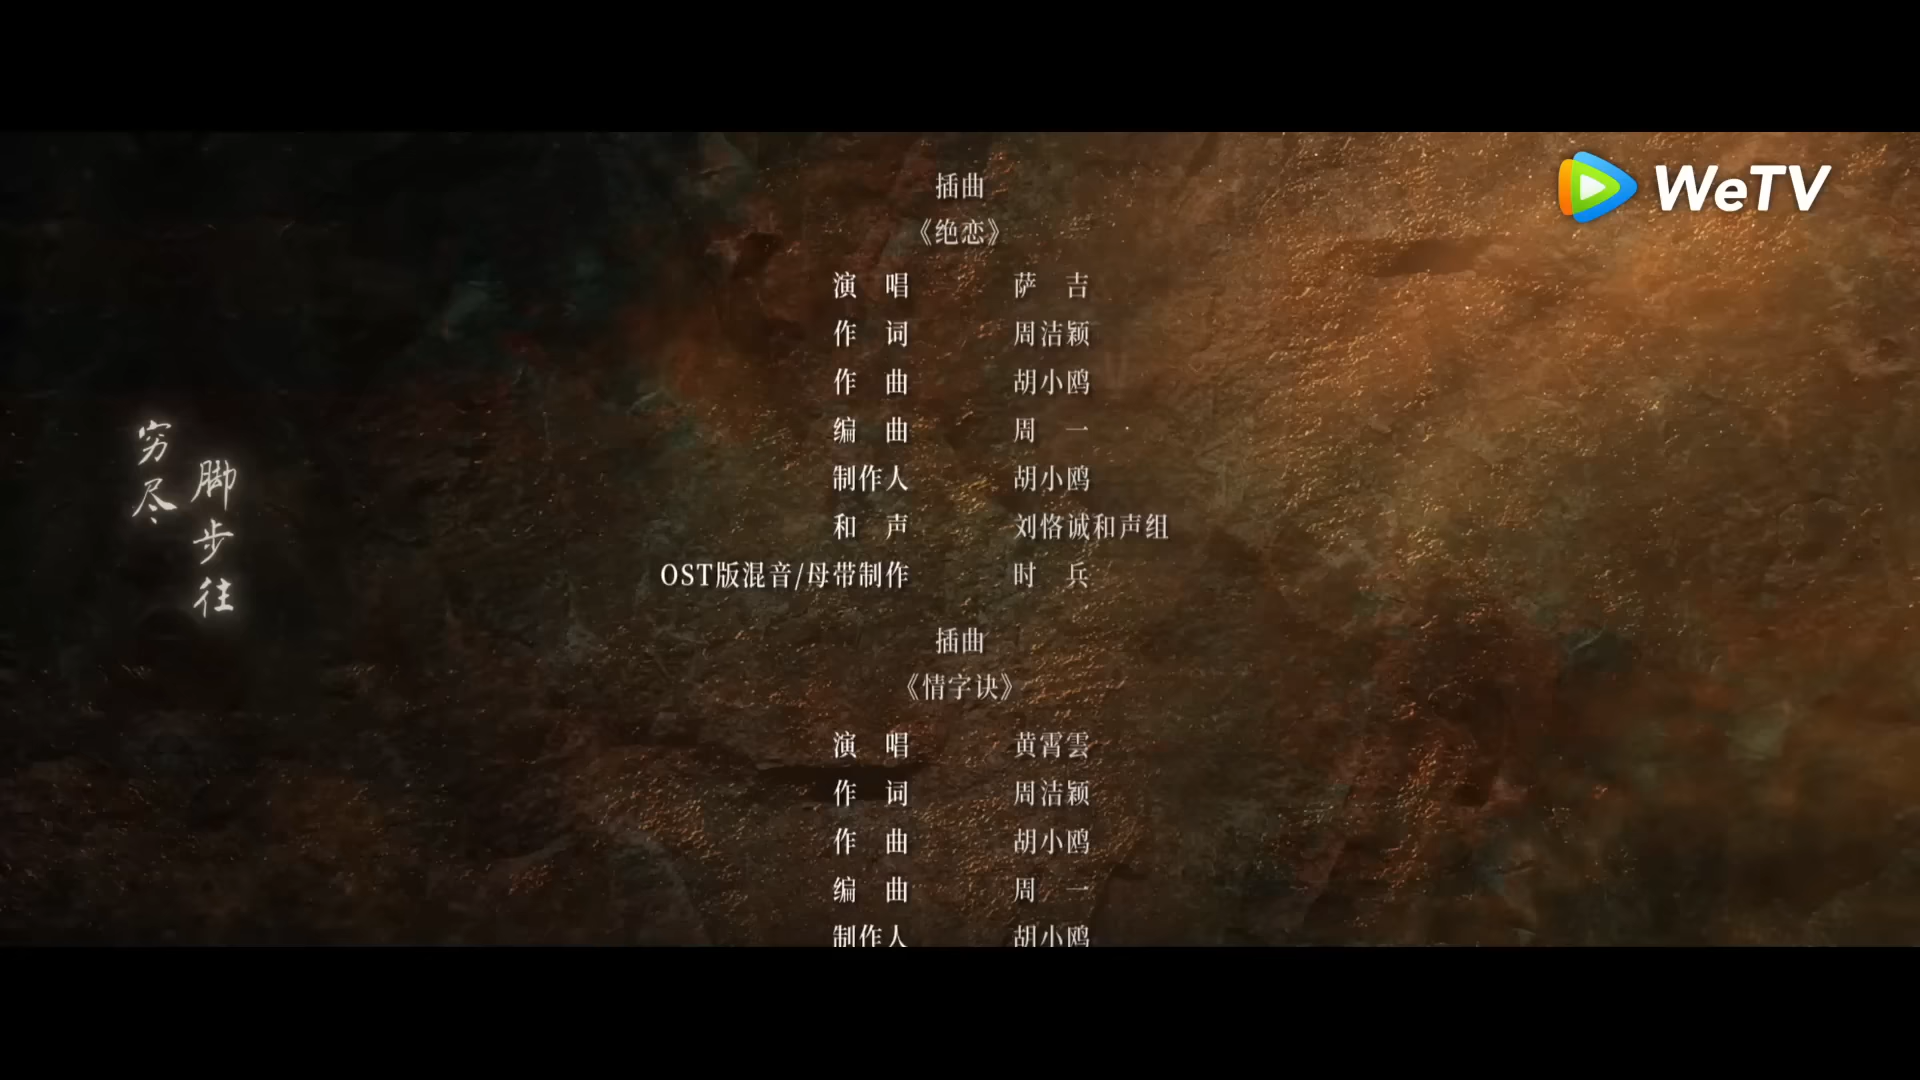 WeTV
插曲
《绝恋》
演 唱 萨 吉
作 词 周洁颖
作 曲 胡小鸥
编 曲 周 一
制作人 胡小鸥
和 声 刘恪诚和声组
OST版混音/母带制作 时 兵
插曲
《情字诀》
演 唱 黄霄雲
作 词 周洁颖
作 曲 胡小鸥
编 曲 周 一
制作人 胡小鸥
脚步往
穷尽